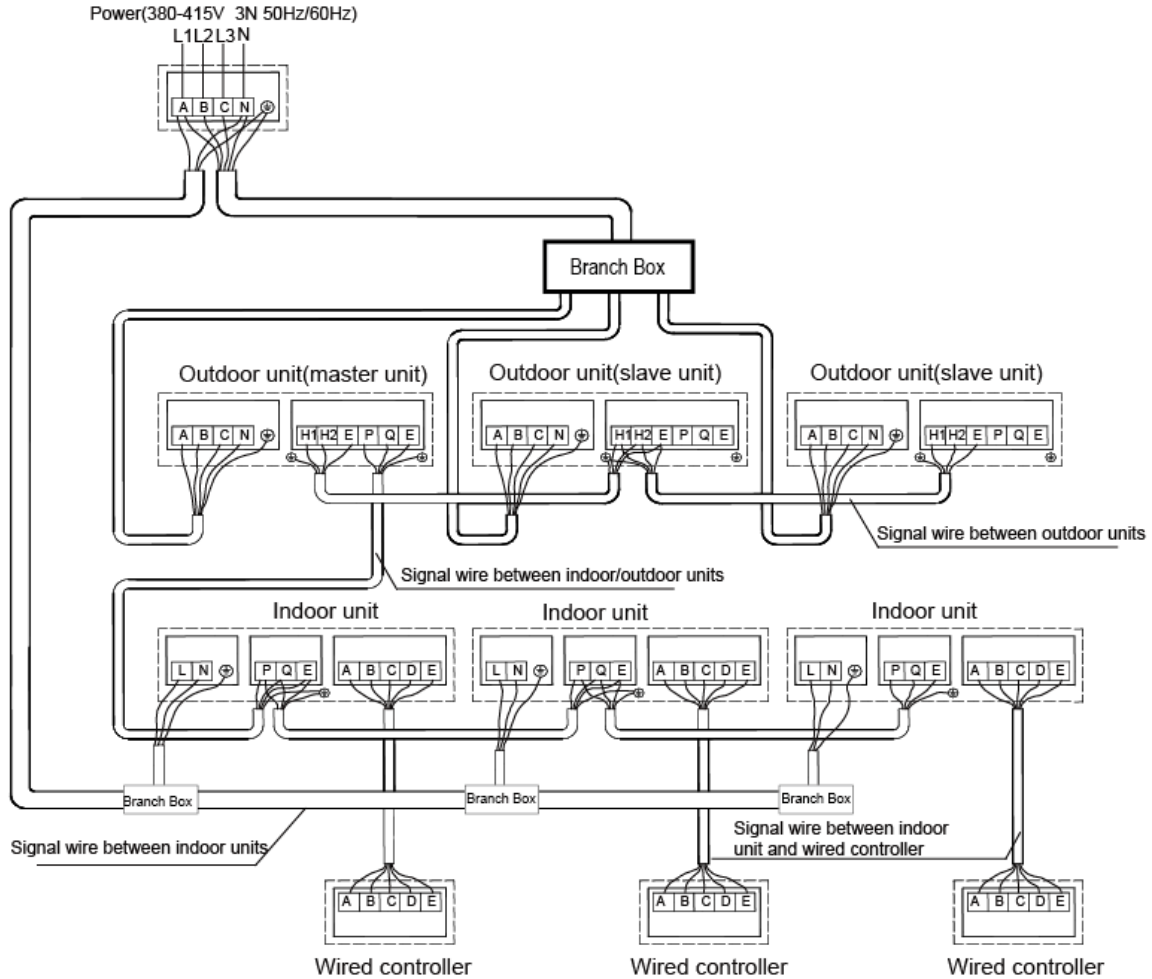 Power(380-415V 3N 50Hz/60Hz)
L1 L2 L3 N
A B C N
Branch Box
Outdoor unit(master unit) Outdoor unit(slave unit) Outdoor unit(slave unit)
A B C N H1 H2 E P Q E A B C N H1 H2 E P Q E A B C N H1 H2 E P Q E
Signal wire between outdoor units
Signal wire between indoor/outdoor units
Indoor unit Indoor unit Indoor unit
L N P Q E A B C D E L N P Q E A B C D E L N P Q E A B C D E
Branch Box Branch Box Branch Box
Signal wire between indoor units
Signal wire between indoor
unit and wired controller
A B C D E A B C D E A B C D E
Wired controller Wired controller Wired controller